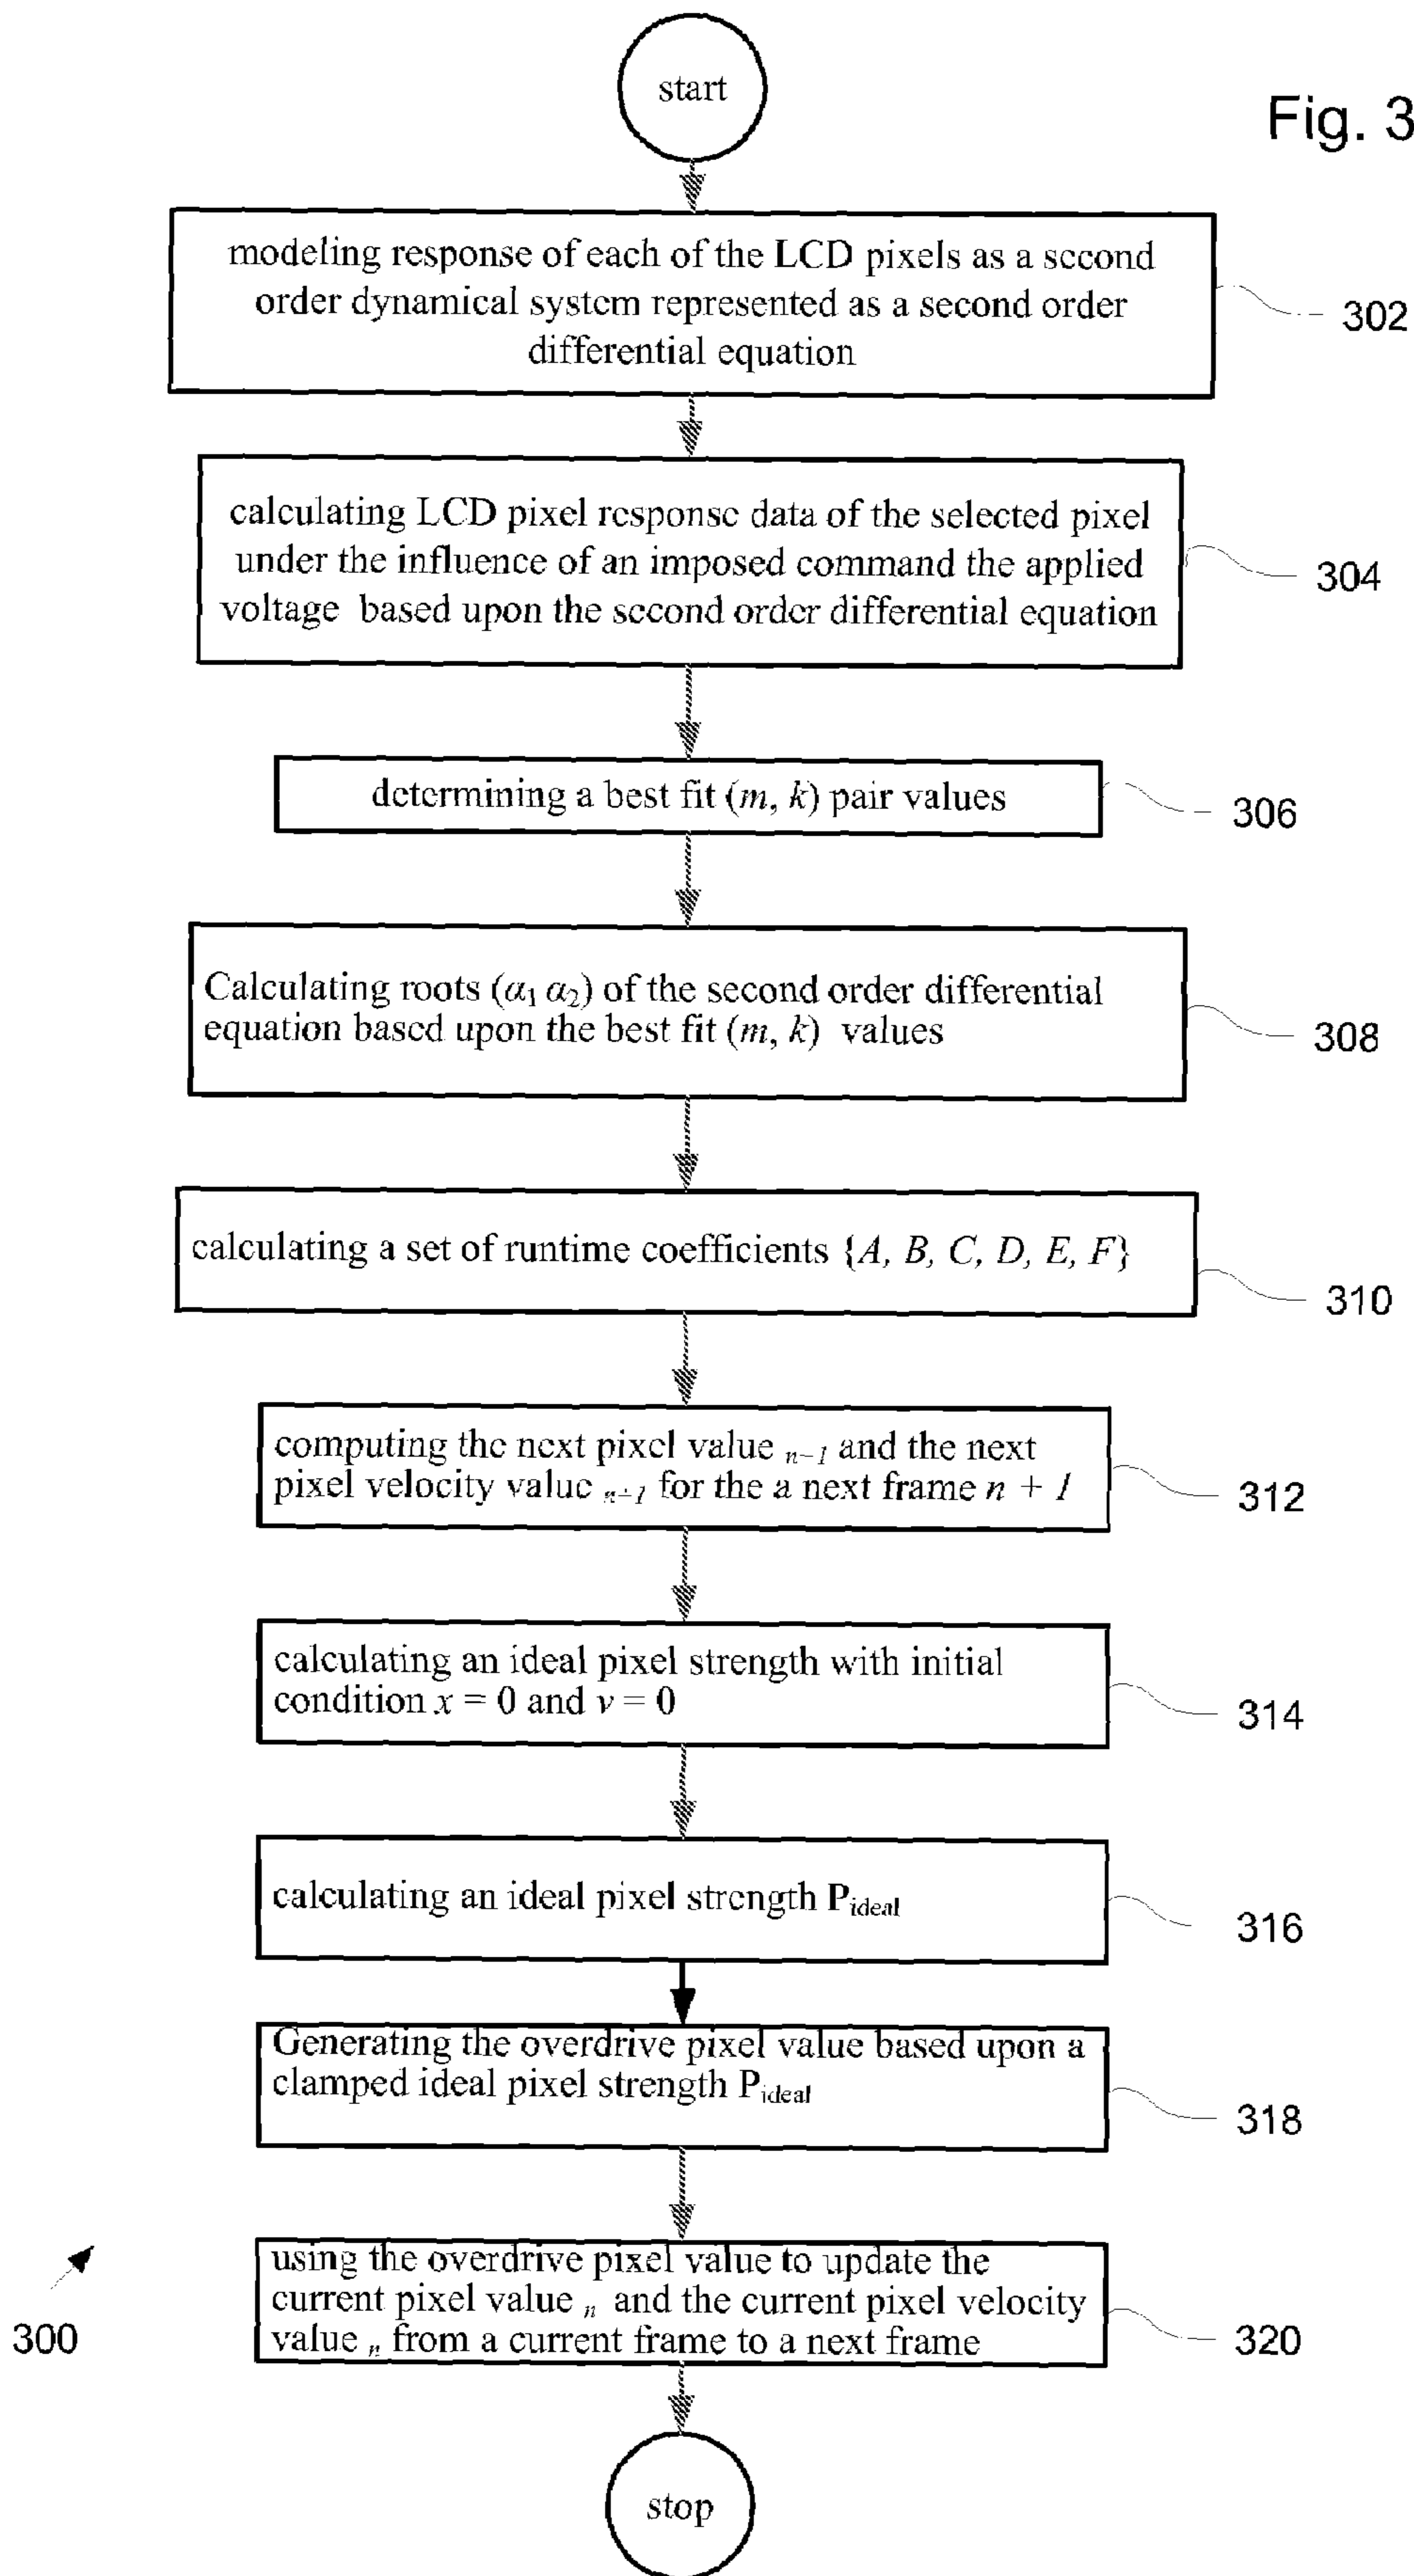 start
Fig. 3
modeling response of each of the LCD pixels as a second
order dynamical system represented as a second order
differential equation
302
calculating LCD pixel response data of the selected pixel
under the influence of an imposed command the applied
voltage based upon the second order differential equation
304
determining a best fit (m, k) pair values
306
Calculating roots (α1 α2) of the second order differential
equation based upon the best fit (m, k) values
308
calculating a set of runtime coefficients {A, B, C, D, E, F}
310
computing the next pixel value n−1 and the next
pixel velocity value n+1 for the a next frame n + 1
312
calculating an ideal pixel strength with initial
condition x = 0 and v = 0
314
calculating an ideal pixel strength Pideal
316
Generating the overdrive pixel value based upon a
clamped ideal pixel strength Pideal
318
using the overdrive pixel value to update the
current pixel value n and the current pixel velocity
value n from a current frame to a next frame
320
300
stop